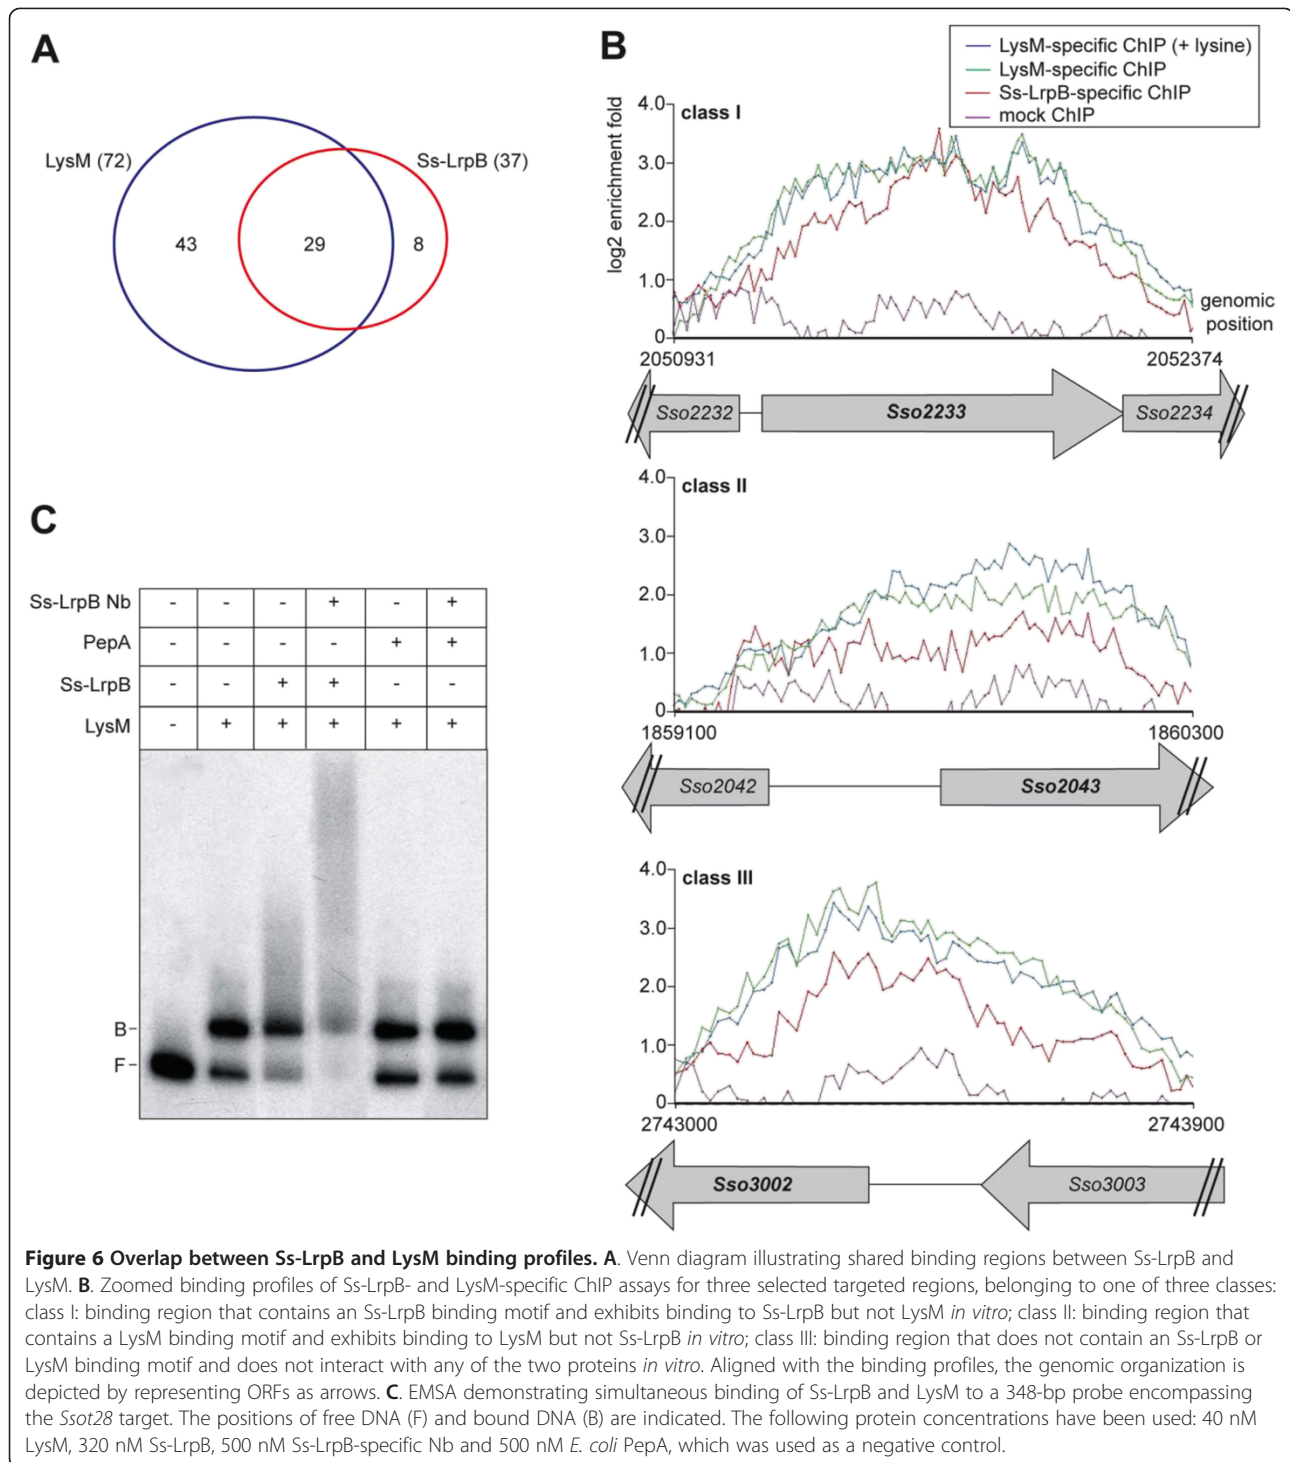 A
LysM (72)
Ss-LrpB (37)
43
29
8
B
LysM-specific ChIP (+ lysine)
LysM-specific ChIP
Ss-LrpB-specific ChIP
mock ChIP
log2 enrichment fold
4.0
3.0
2.0
1.0
0
class I
genomic
position
2050931
2052374
Sso2232
Sso2233
Sso2234
4.0
3.0
2.0
1.0
0
class II
1859100
1860300
Sso2042
Sso2043
4.0
3.0
2.0
1.0
0
class III
2743000
2743900
Sso3002
Sso3003
C
Ss-LrpB Nb - - - + - +
PepA - - - - + +
Ss-LrpB - - + + - -
LysM - + + + + +
B
F
Figure 6 Overlap between Ss-LrpB and LysM binding profiles. A. Venn diagram illustrating shared binding regions between Ss-LrpB and
LysM. B. Zoomed binding profiles of Ss-LrpB- and LysM-specific ChIP assays for three selected targeted regions, belonging to one of three classes:
class I: binding region that contains an Ss-LrpB binding motif and exhibits binding to Ss-LrpB but not LysM in vitro; class II: binding region that
contains a LysM binding motif and exhibits binding to LysM but not Ss-LrpB in vitro; class III: binding region that does not contain an Ss-LrpB or
LysM binding motif and does not interact with any of the two proteins in vitro. Aligned with the binding profiles, the genomic organization is
depicted by representing ORFs as arrows. C. EMSA demonstrating simultaneous binding of Ss-LrpB and LysM to a 348-bp probe encompassing
the Ssot28 target. The positions of free DNA (F) and bound DNA (B) are indicated. The following protein concentrations have been used: 40 nM
LysM, 320 nM Ss-LrpB, 500 nM Ss-LrpB-specific Nb and 500 nM E. coli PepA, which was used as a negative control.